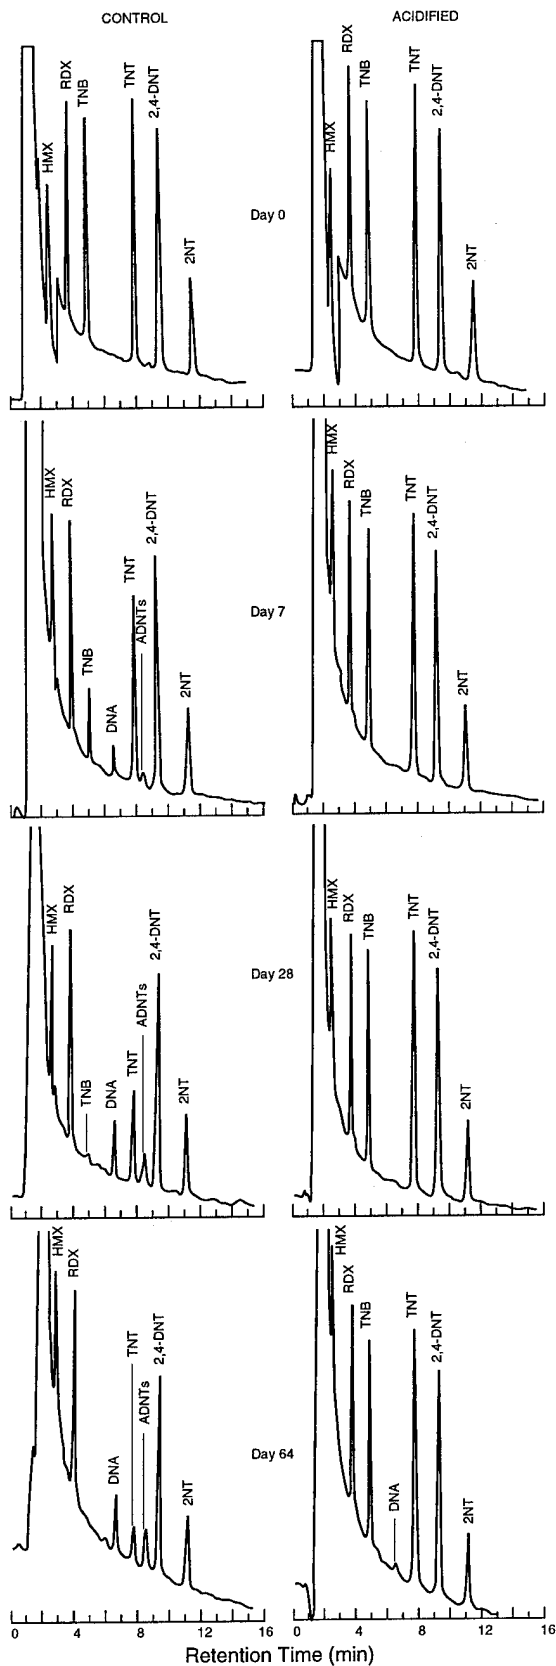 CONTROL
ACIDIFIED
HMX
RDX
TNB
TNT
2,4-DNT
2NT
Day 0
HMX
RDX
TNB
TNT
2,4-DNT
2NT
HMX
RDX
TNB
DNA
TNT
ADNTs
2,4-DNT
2NT
Day 7
HMX
RDX
TNB
TNT
2,4-DNT
2NT
HMX
RDX
TNB
DNA
TNT
ADNTs
2,4-DNT
2NT
Day 28
HMX
RDX
TNB
TNT
2,4-DNT
2NT
HMX
RDX
DNA
TNT
ADNTs
2,4-DNT
2NT
Day 64
HMX
RDX
TNB
DNA
TNT
2,4-DNT
2NT
0 4 8 12 16
0 4 8 12 16
Retention Time (min)